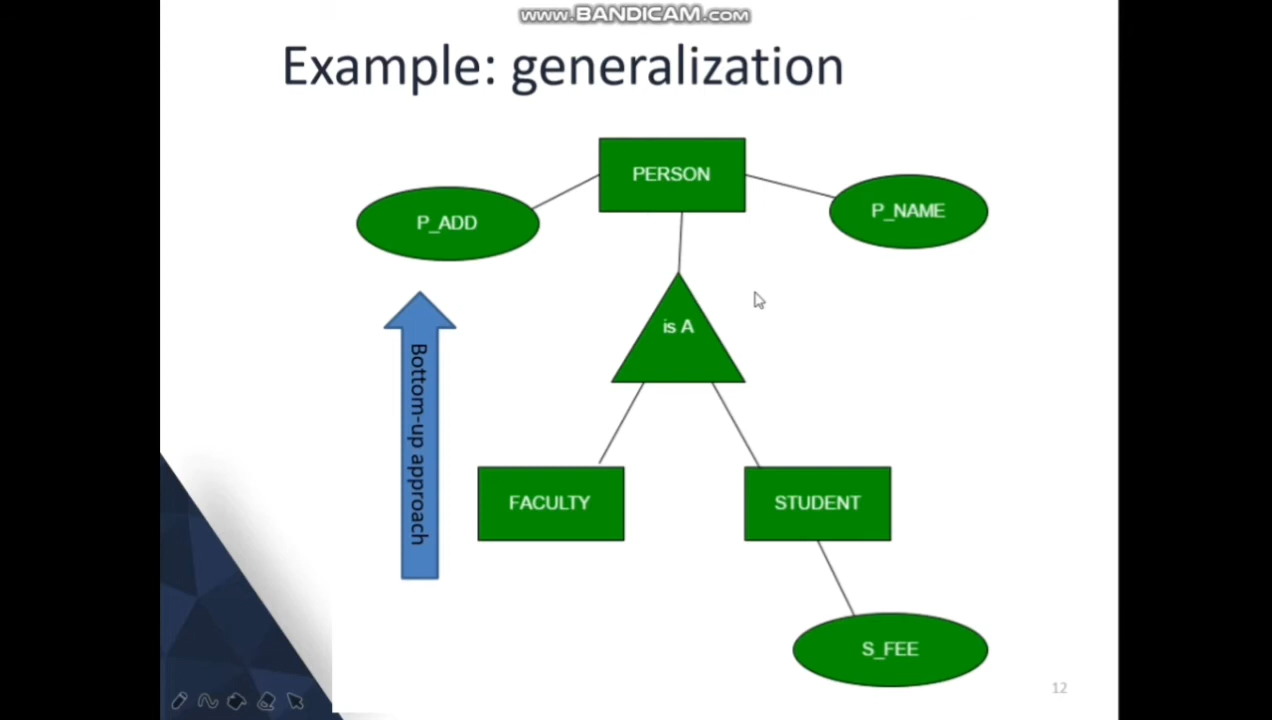 www.BANDICAM.com
Example: generalization
PERSON
P_ADD
P_NAME
is A
Bottom-up approach
FACULTY
STUDENT
S_FEE
12